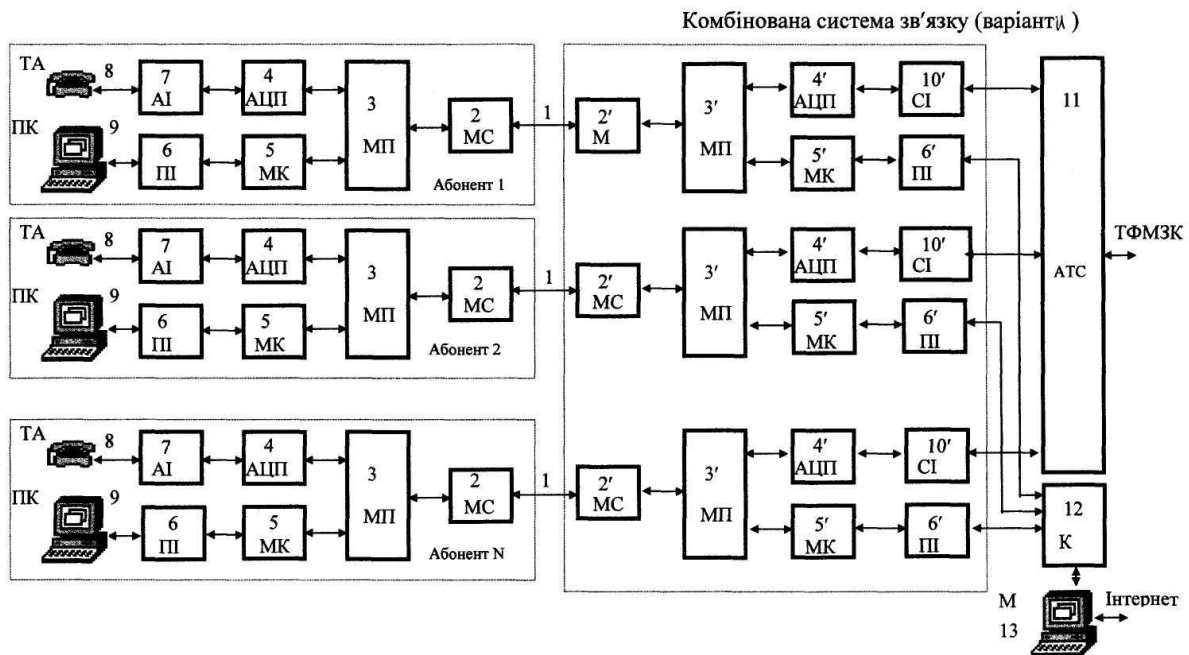 Комбінована система зв'язку (варіант
ТА
8
7
АІ
4
АЦП
3
МП
ПК
9
6
ПІ
5
МК
2
МС
Абонент 1
1
2'
М
3'
МП
4'
АЦП
10'
СІ
5'
МК
6'
ПІ
11
АТС
ТФМЗК
ТА
8
7
АІ
4
АЦП
3
МП
ПК
9
6
ПІ
5
МК
2
МС
Абонент 2
1
2'
МС
3'
МП
4'
АЦП
10'
СІ
5'
МК
6'
ПІ
ТА
8
7
АІ
4
АЦП
3
МП
ПК
9
6
ПІ
5
МК
2
МС
Абонент N
1
2'
МС
3'
МП
4'
АЦП
10'
СІ
5'
МК
6'
ПІ
12
К
М
13
Інтернет